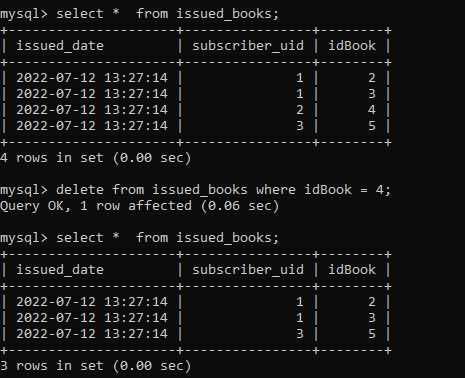 mysql> select *  from issued_books;
+---------------------+----------------+--------+
| issued_date         | subscriber_uid | idBook |
+---------------------+----------------+--------+
| 2022-07-12 13:27:14 |              1 |      2 |
| 2022-07-12 13:27:14 |              1 |      3 |
| 2022-07-12 13:27:14 |              2 |      4 |
| 2022-07-12 13:27:14 |              3 |      5 |
+---------------------+----------------+--------+
4 rows in set (0.00 sec)
mysql> delete from issued_books where idBook = 4;
Query OK, 1 row affected (0.06 sec)
mysql> select *  from issued_books;
+---------------------+----------------+--------+
| issued_date         | subscriber_uid | idBook |
+---------------------+----------------+--------+
| 2022-07-12 13:27:14 |              1 |      2 |
| 2022-07-12 13:27:14 |              1 |      3 |
| 2022-07-12 13:27:14 |              3 |      5 |
+---------------------+----------------+--------+
3 rows in set (0.00 sec)